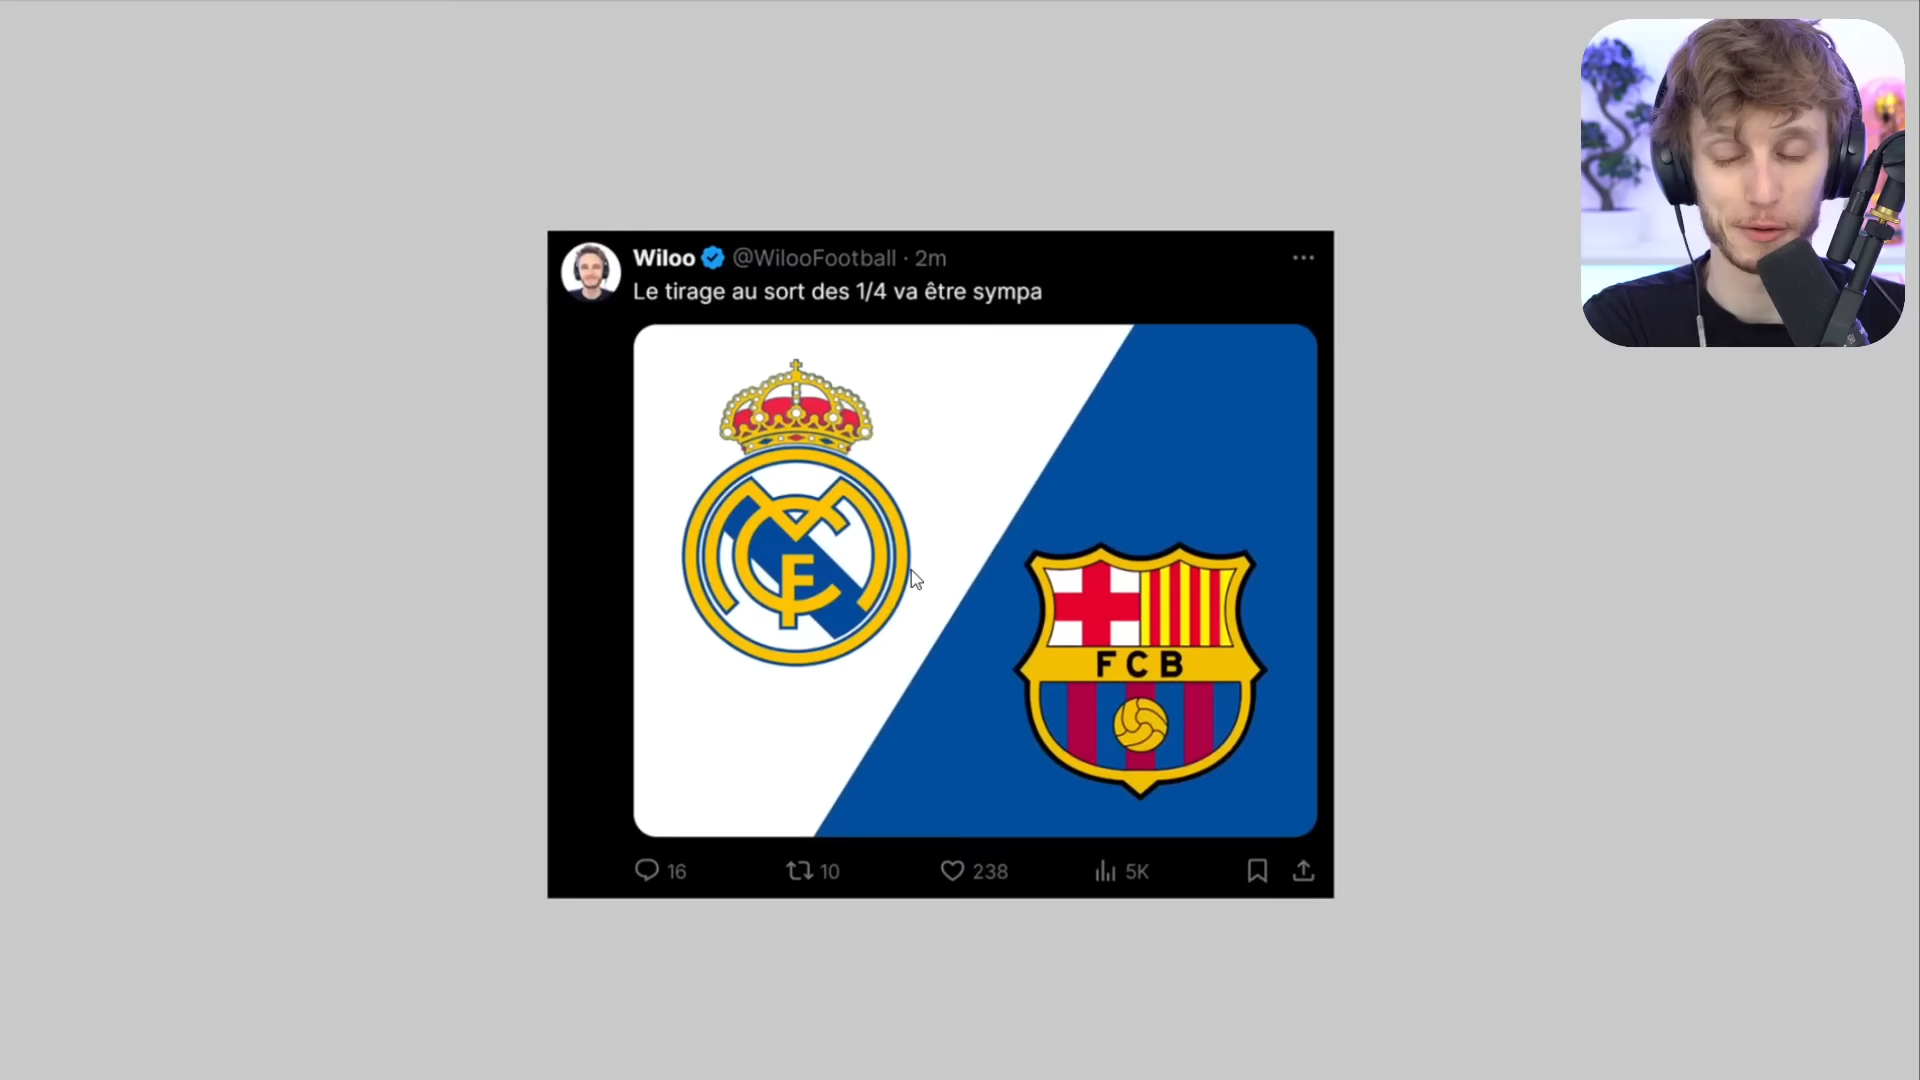 Wiloo @WilooFootball · 2m
Le tirage au sort des 1/4 va être sympa
FCB
16 10 238 5K